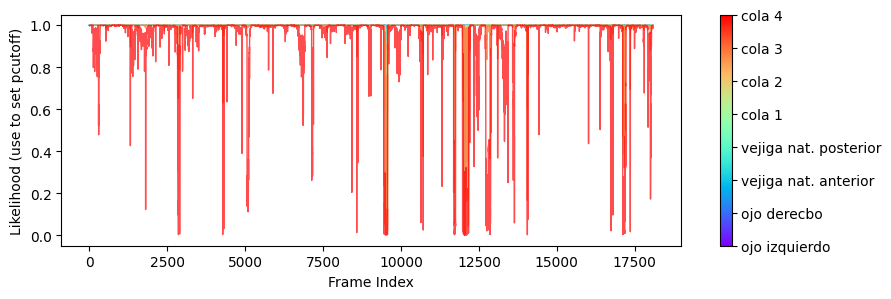 Likelihood (use to set pcutoff)
1.0
0.8
0.6
0.4
0.2
0.0
0
2500
5000
7500
10000
12500
15000
17500
Frame Index
cola 4
cola 3
cola 2
cola 1
vejiga nat. posterior
vejiga nat. anterior
ojo derecbo
ojo izquierdo